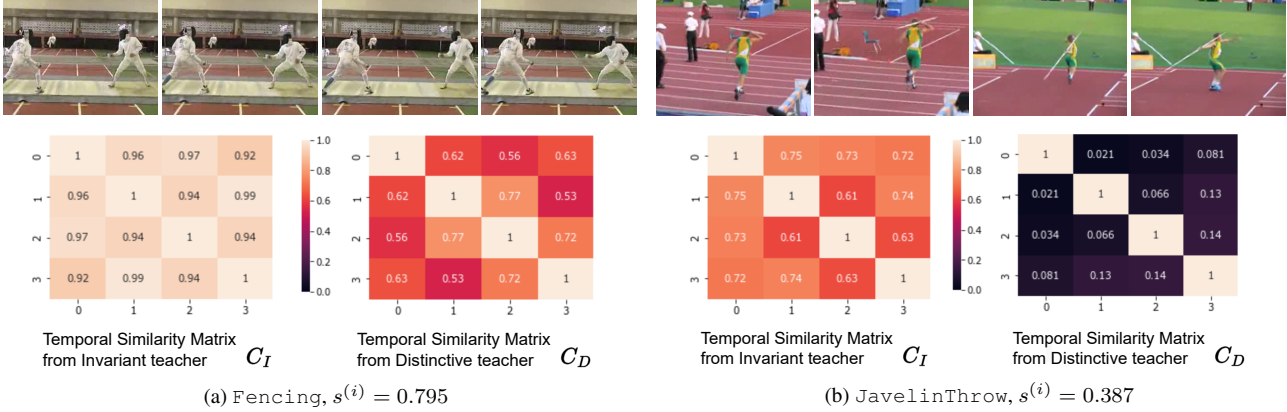 0 1 0.96 0.97 0.92
1 0.96 1 0.94 0.99
2 0.97 0.94 1 0.94
3 0.92 0.99 0.94 1
0 1 2 3
1.0
0.8
0.6
0.4
0.2
0.0
Temporal Similarity Matrix
from Invariant teacher C_I
0 1 0.62 0.56 0.63
1 0.62 1 0.77 0.53
2 0.56 0.77 1 0.72
3 0.63 0.53 0.72 1
0 1 2 3
Temporal Similarity Matrix
from Distinctive teacher C_D
(a) Fencing, s^{(i)} = 0.795
0 1 0.75 0.73 0.72
1 0.75 1 0.61 0.74
2 0.73 0.61 1 0.63
3 0.72 0.74 0.63 1
0 1 2 3
1.0
0.8
0.6
0.4
0.2
0.0
Temporal Similarity Matrix
from Invariant teacher C_I
0 1 0.021 0.034 0.081
1 0.021 1 0.066 0.13
2 0.034 0.066 1 0.14
3 0.081 0.13 0.14 1
0 1 2 3
Temporal Similarity Matrix
from Distinctive teacher C_D
(b) JavelinThrow, s^{(i)} = 0.387